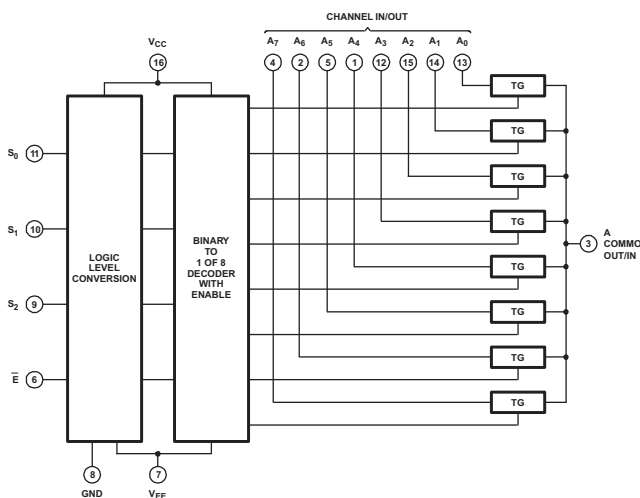 CHANNEL IN/OUT
VCC
A7 A6 A5 A4 A3 A2 A1 A0
16
4 2 5 1 12 15 14 13
TG
TG
S0 11
TG
S1 10
TG
LOGIC
LEVEL
CONVERSION
BINARY
TO
1 OF 8
DECODER
WITH
ENABLE
3
A
COMMO
OUT/IN
TG
S2 9
TG
E 6
TG
TG
8
GND
7
VEE